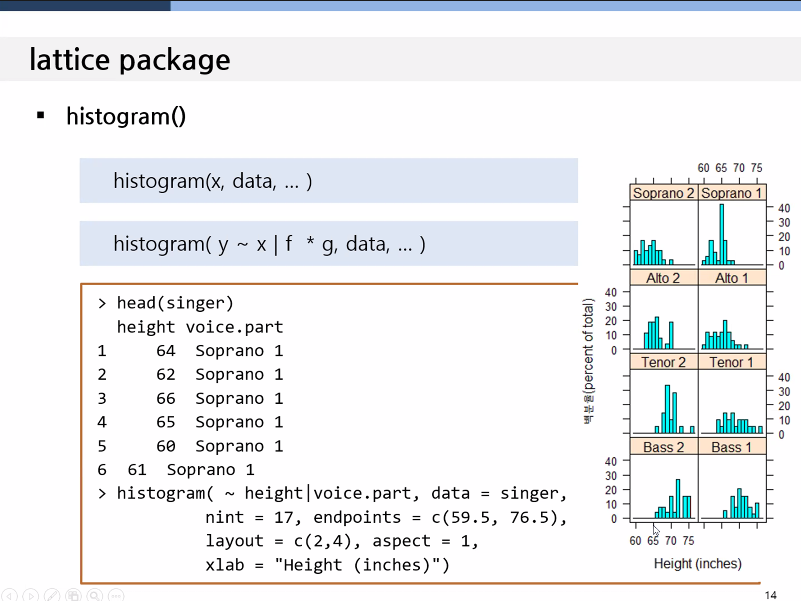 lattice package
▪ histogram()
histogram(x, data, ... )
histogram( y ~ x | f * g, data, ... )
> head(singer)
height voice.part
1 64 Soprano 1
2 62 Soprano 1
3 66 Soprano 1
4 65 Soprano 1
5 60 Soprano 1
6 61 Soprano 1
> histogram( ~ height|voice.part, data = singer,
nint = 17, endpoints = c(59.5, 76.5),
layout = c(2,4), aspect = 1,
xlab = "Height (inches)")
60 65 70 75
Soprano 2 Soprano 1
40
30
20
10
0
Alto 2 Alto 1
40
30
20
10
0
Tenor 2 Tenor 1
40
30
20
10
0
Bass 2 Bass 1
40
30
20
10
0
60 65 70 75
백분율(percent of total)
Height (inches)
14